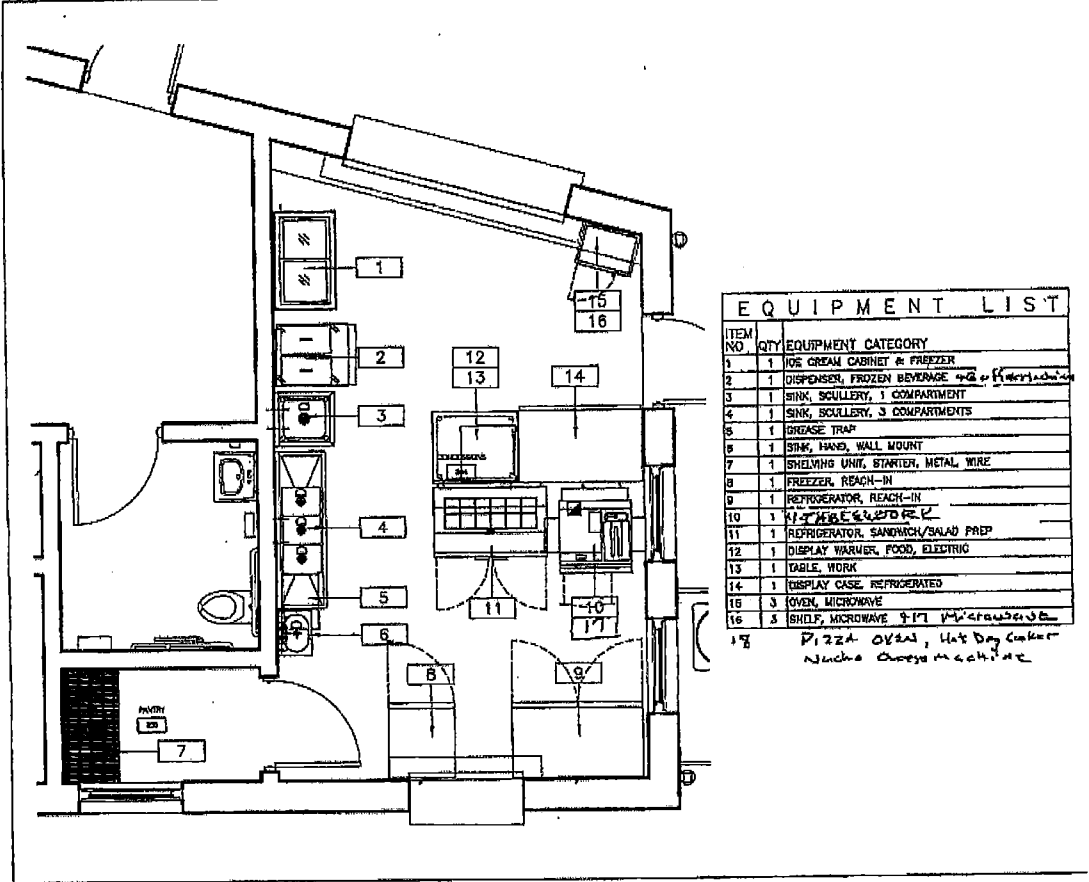 1
2
3
4
5
6
7
8
9
10
17
11
12
13
14
15
16
PANTRY
EQUIPMENT LIST
ITEM NO QTY EQUIPMENT CATEGORY
1 1 ICE CREAM CABINET & FREEZER
2 1 DISPENSER, FROZEN BEVERAGE
3 1 SINK, SCULLERY, 1 COMPARTMENT
4 1 SINK, SCULLERY, 3 COMPARTMENTS
5 1 GREASE TRAP
6 1 SINK, HAND, WALL MOUNT
7 1 SHELVING UNIT, STARTER, METAL WIRE
8 1 FREEZER, REACH-IN
9 1 REFRIGERATOR, REACH-IN
10 1
11 1 REFRIGERATOR, SANDWICH/SALAD PREP
12 1 DISPLAY WARMER, FOOD, ELECTRIC
13 1 TABLE, WORK
14 1 DISPLAY CASE, REFRIGERATED
15 3 OVEN, MICROWAVE
16 3 SHELF, MICROWAVE #17 Microwave
18 Pizza OVEN, Hot Dog Cooker
Nacho Cheese Machine